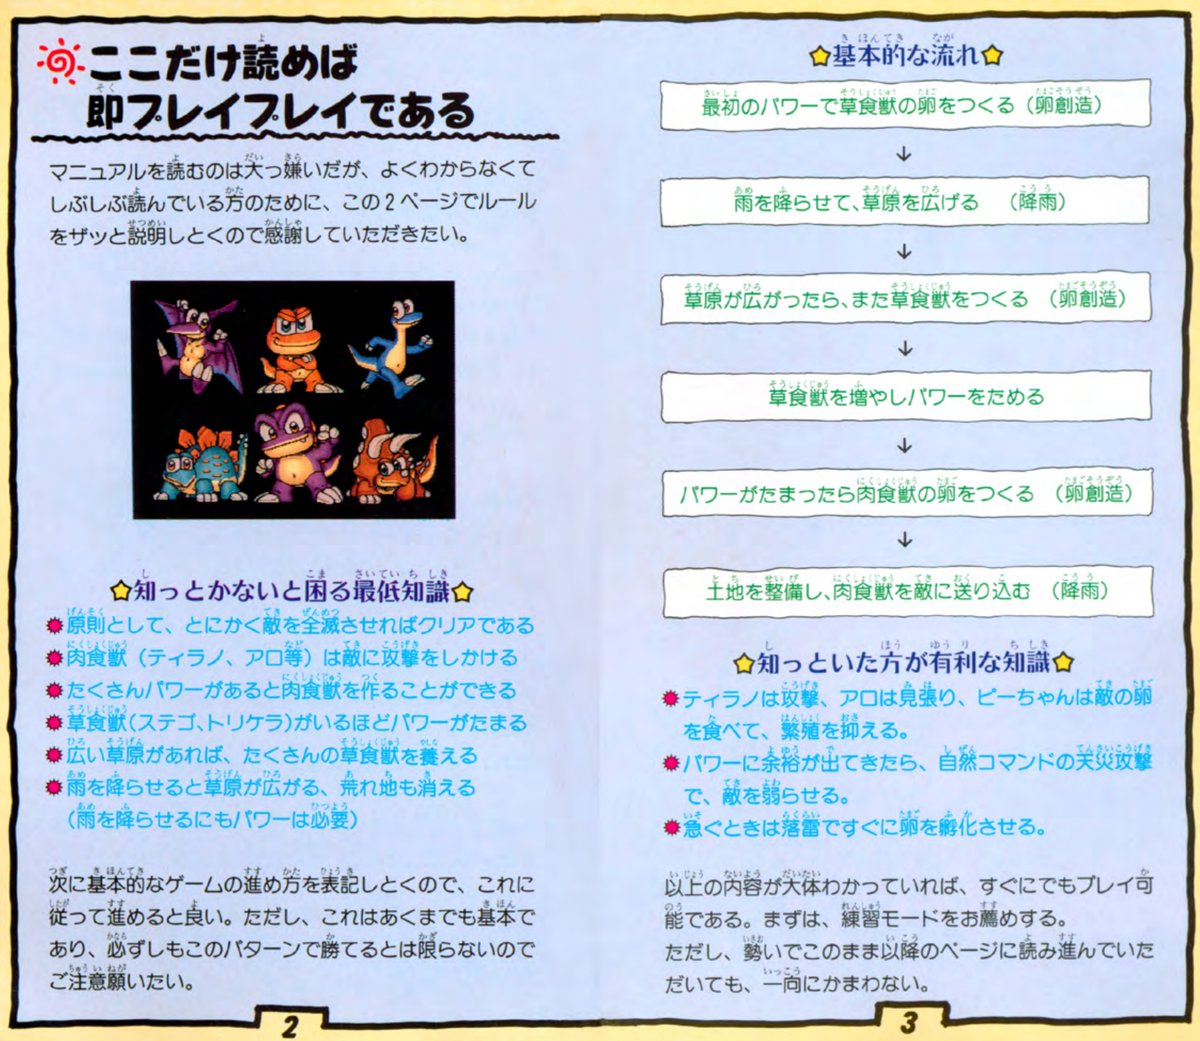 ここだけ読めば
即プレイプレイである
マニュアルを読むのは大っ嫌いだが、よくわからなくて
しぶしぶ読んでいる方のために、この2ページでルール
をザッと説明しとくので感謝していただきたい。
知っとかないと困る最低知識
原則として、とにかく敵を全滅させればクリアである
肉食獣（ティラノ、アロ等）は敵に攻撃をしかける
たくさんパワーがあると肉食獣を作ることができる
草食獣（ステゴ、トリケラ）がいるほどパワーがたまる
広い草原があれば、たくさんの草食獣を養える
雨を降らせると草原が広がる、荒れ地も消える
（雨を降らせるにもパワーは必要）
次に基本的なゲームの進め方を表記しとくので、これに
従って進めると良い。ただし、これはあくまでも基本で
あり、必ずしもこのパターンで勝てるとは限らないので
ご注意願いたい。
2
基本的な流れ
最初のパワーで草食獣の卵をつくる（卵創造）
↓
雨を降らせて、草原を広げる （降雨）
↓
草原が広がったら、また草食獣をつくる （卵創造）
↓
草食獣を増やしパワーをためる
↓
パワーがたまったら肉食獣の卵をつくる （卵創造）
↓
土地を整備し、肉食獣を敵に送り込む （降雨）
知っといた方が有利な知識
ティラノは攻撃、アロは見張り、ピーちゃんは敵の卵
を食べて、繁殖を抑える。
パワーに余裕が出てきたら、自然コマンドの天災攻撃
で、敵を弱らせる。
急ぐときは落雷ですぐに卵を孵化させる。
以上の内容が大体わかっていれば、すぐにでもプレイ可
能である。まずは、練習モードをお薦めする。
ただし、勢いでこのまま以降のページに読み進んでいた
だいても、一向にかまわない。
3